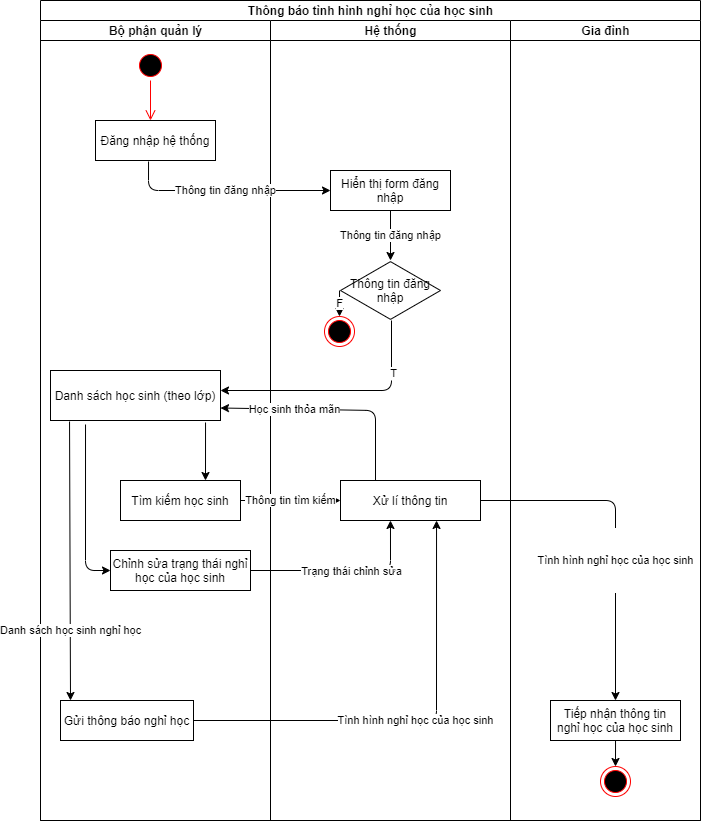 Thông báo tình hình nghỉ học của học sinh
Bộ phận quản lý
Hệ thống
Gia đình
Đăng nhập hệ thống
Thông tin đăng nhập
Hiển thị form đăng
nhập
Thông tin đăng nhập
Thông tin đăng
nhập
F
T
Danh sách học sinh (theo lớp)
Học sinh thỏa mãn
Tìm kiếm học sinh
Thông tin tìm kiếm
Xử lí thông tin
Chỉnh sửa trạng thái nghỉ
học của học sinh
Trạng thái chỉnh sửa
Tình hình nghỉ học của học sinh
Danh sách học sinh nghỉ học
Gửi thông báo nghỉ học
Tình hình nghỉ học của học sinh
Tiếp nhận thông tin
nghỉ học của học sinh